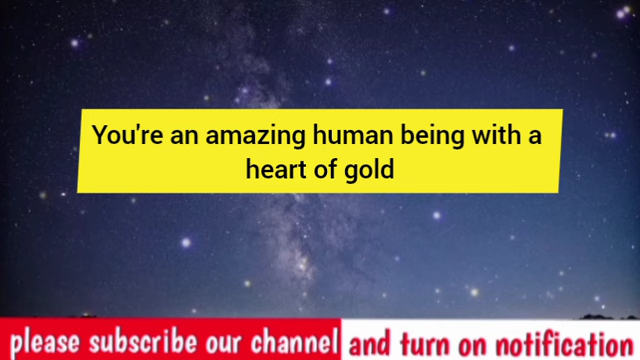 You're an amazing human being with a
heart of gold
please subscribe our channel and turn on notification